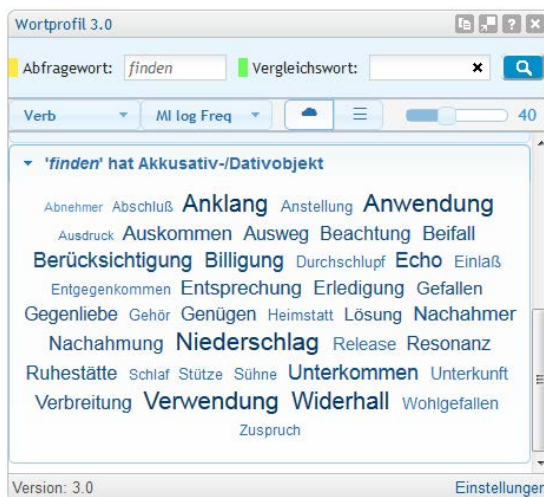 Wortprofil 3.0
Abfragewort: finden Vergleichswort:
Verb MI log Freq 40
'finden' hat Akkusativ-/Dativobjekt
Abnehmer Abschluß Anklang Anstellung Anwendung
Ausdruck Auskommen Ausweg Beachtung Beifall
Berücksichtigung Billigung Durchschlupf Echo Einlaß
Entgegenkommen Entsprechung Erledigung Gefallen
Gegenliebe Gehör Genügen Heimstatt Lösung Nachahmer
Nachahmung Niederschlag Release Resonanz
Ruhestätte Schlaf Stütze Sühne Unterkommen Unterkunft
Verbreitung Verwendung Widerhall Wohlgefallen
Zuspruch
Version: 3.0 Einstellungen